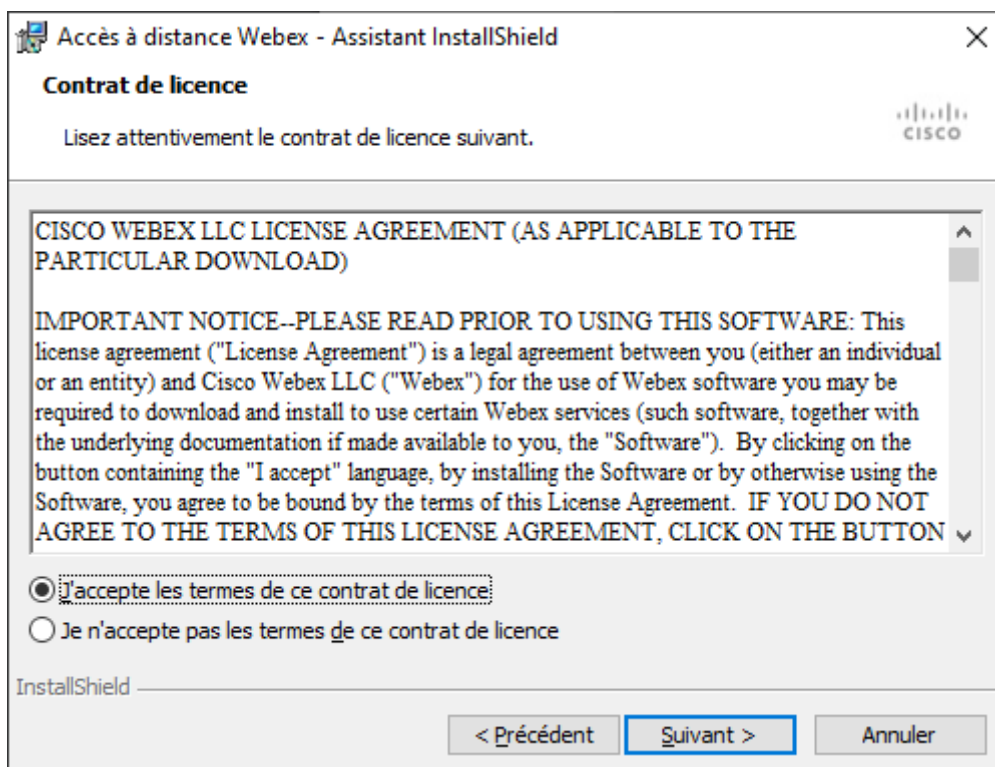 Accès à distance Webex - Assistant InstallShield
Contrat de licence
Lisez attentivement le contrat de licence suivant.
CISCO
CISCO WEBEX LLC LICENSE AGREEMENT (AS APPLICABLE TO THE
PARTICULAR DOWNLOAD)
IMPORTANT NOTICE--PLEASE READ PRIOR TO USING THIS SOFTWARE: This
license agreement ("License Agreement") is a legal agreement between you (either an individual
or an entity) and Cisco Webex LLC ("Webex") for the use of Webex software you may be
required to download and install to use certain Webex services (such software, together with
the underlying documentation if made available to you, the "Software").  By clicking on the
button containing the "I accept" language, by installing the Software or by otherwise using the
Software, you agree to be bound by the terms of this License Agreement.  IF YOU DO NOT
AGREE TO THE TERMS OF THIS LICENSE AGREEMENT, CLICK ON THE BUTTON
J'accepte les termes de ce contrat de licence
Je n'accepte pas les termes de ce contrat de licence
InstallShield
< Précédent
Suivant >
Annuler